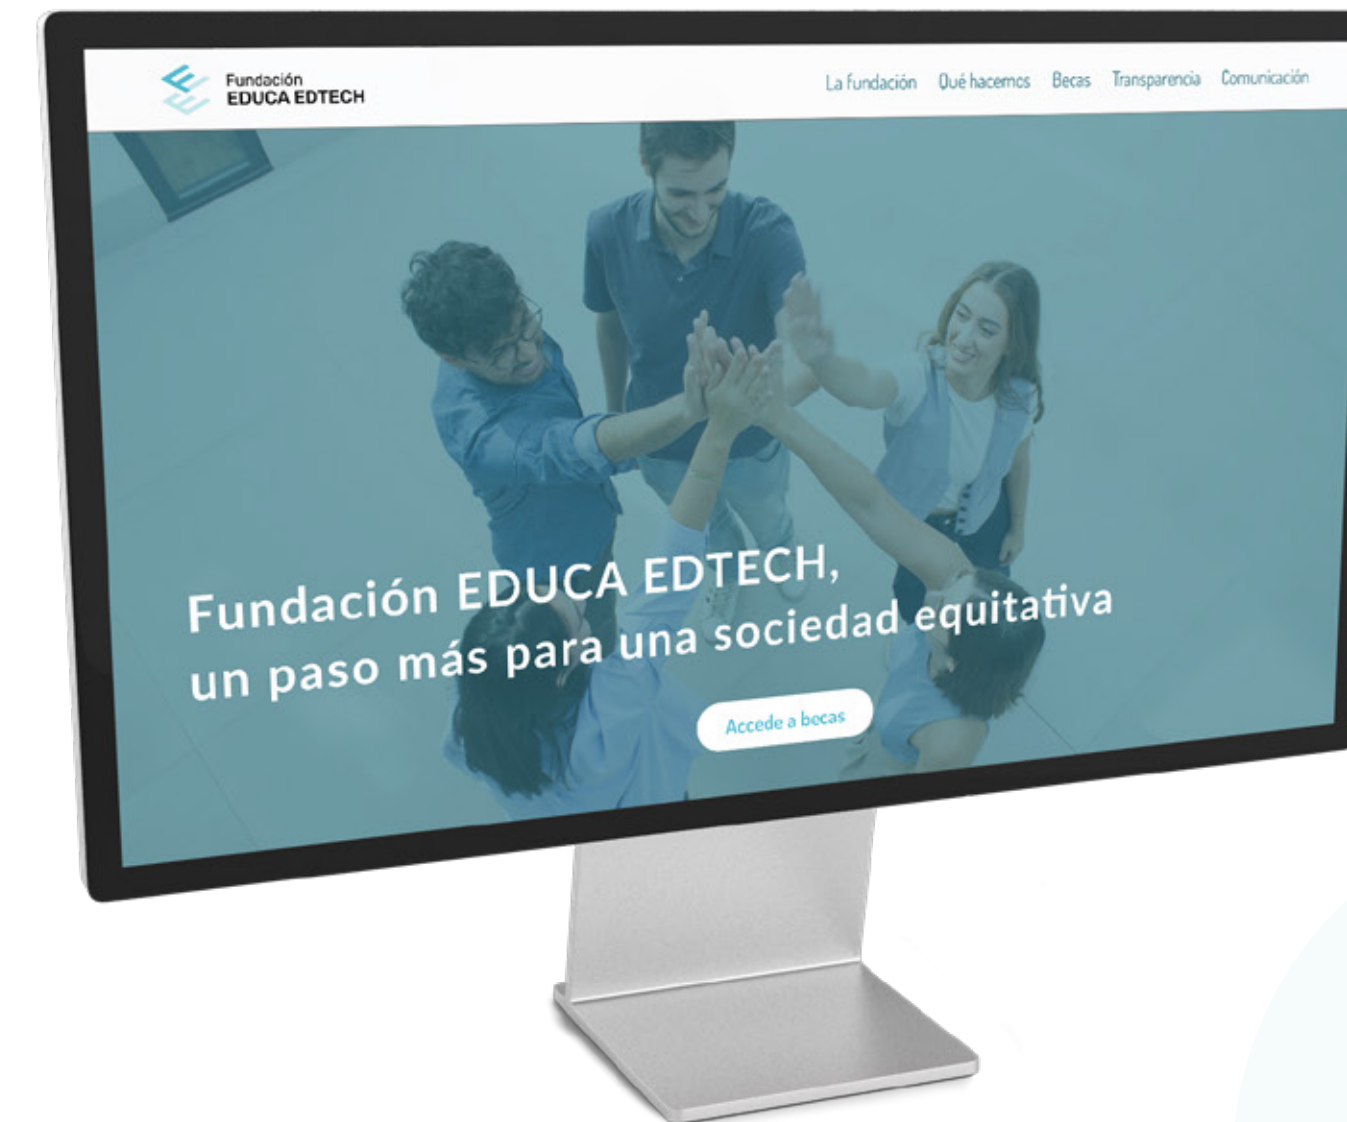 Fundación
EDUCA EDTECH
La fundación Qué hacemos Becas Transparencia Comunicación
Fundación EDUCA EDTECH,
un paso más para una sociedad equitativa
Accede a becas